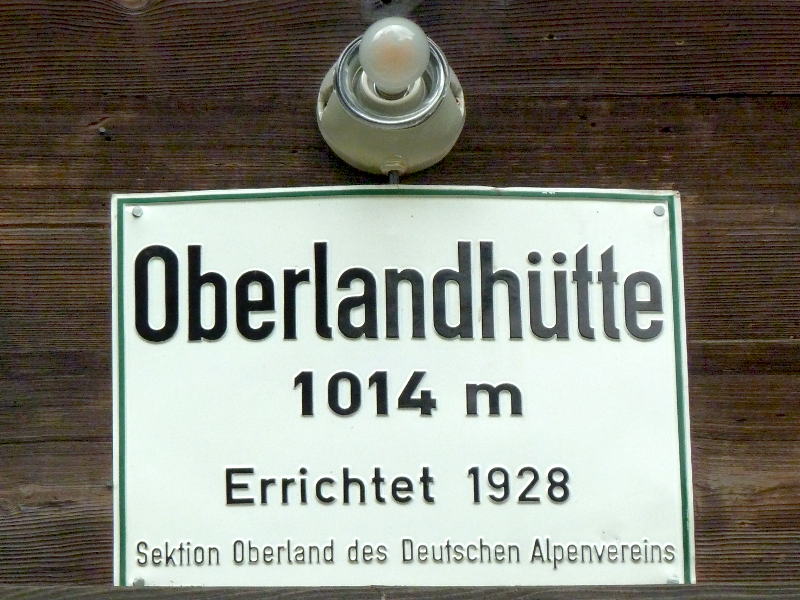 Oberlandhütte
1014 m
Errichtet 1928
Sektion Oberland des Deutschen Alpenvereins